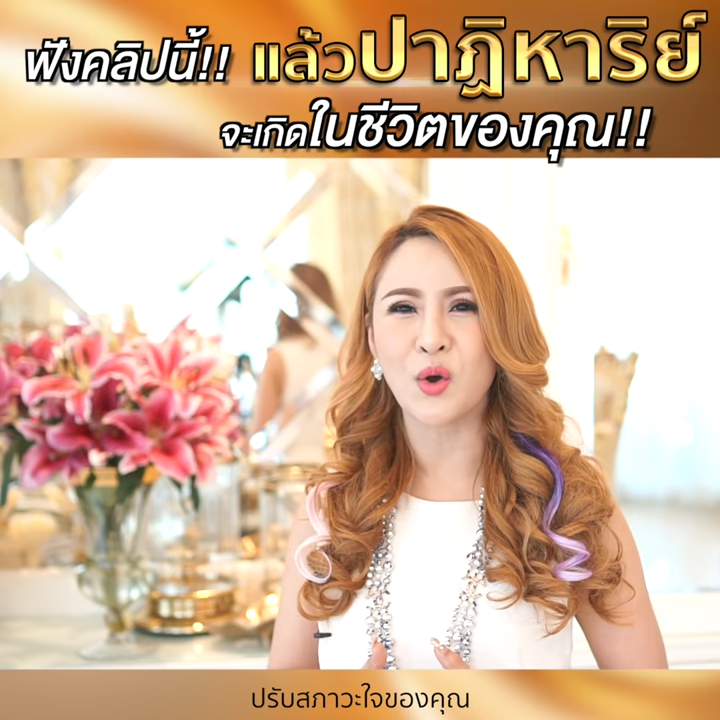 ฟังคลิปนี้!! แล้วปาฏิหาริย์
จะเกิดในชีวิตของคุณ!!
ปรับสภาวะใจของคุณ